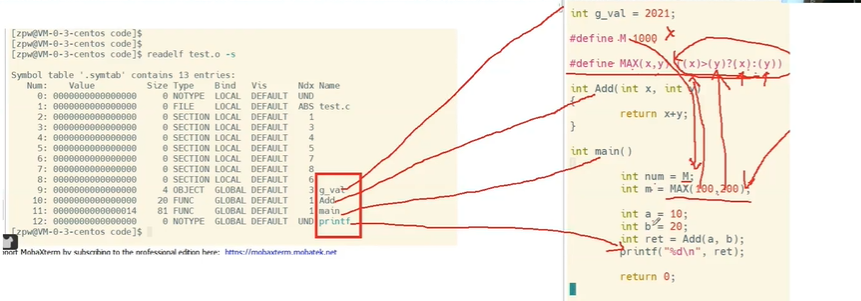 [zpw@VM-0-3-centos code]$
[zpw@VM-0-3-centos code]$
[zpw@VM-0-3-centos code]$ readelf test.o -s
Symbol table '.symtab' contains 13 entries:
Num: Value Size Type Bind Vis Ndx Name
0: 0000000000000000 0 NOTYPE LOCAL DEFAULT UND
1: 0000000000000000 0 FILE LOCAL DEFAULT ABS test.c
2: 0000000000000000 0 SECTION LOCAL DEFAULT 1
3: 0000000000000000 0 SECTION LOCAL DEFAULT 3
4: 0000000000000000 0 SECTION LOCAL DEFAULT 4
5: 0000000000000000 0 SECTION LOCAL DEFAULT 5
6: 0000000000000000 0 SECTION LOCAL DEFAULT 7
7: 0000000000000000 0 SECTION LOCAL DEFAULT 8
8: 0000000000000000 0 SECTION LOCAL DEFAULT 6
9: 0000000000000000 4 OBJECT GLOBAL DEFAULT 3 g_val
10: 0000000000000000 20 FUNC GLOBAL DEFAULT 1 Add
11: 0000000000000014 81 FUNC GLOBAL DEFAULT 1 main
12: 0000000000000000 0 NOTYPE GLOBAL DEFAULT UND printf
[zpw@VM-0-3-centos code]$
port MobaXterm by subscribing to the professional edition here: https://mobaxterm.mobatek.net
int g_val = 2021;
#define M 1000 x
#define MAX(x,y) ((x)>(y)?(x):(y))
int Add(int x, int y)
{
return x+y;
}
int main()
int num = M;
int m = MAX(100,200);
int a = 10;
int b = 20;
int ret = Add(a, b);
printf("%d\n", ret);
return 0;